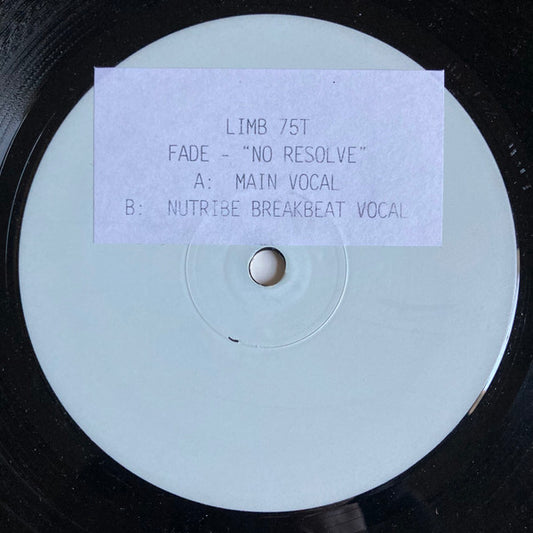 LIMB 75T
FADE - "NO RESOLVE"
A: MAIN VOCAL
B: NUTRIBE BREAKBEAT VOCAL